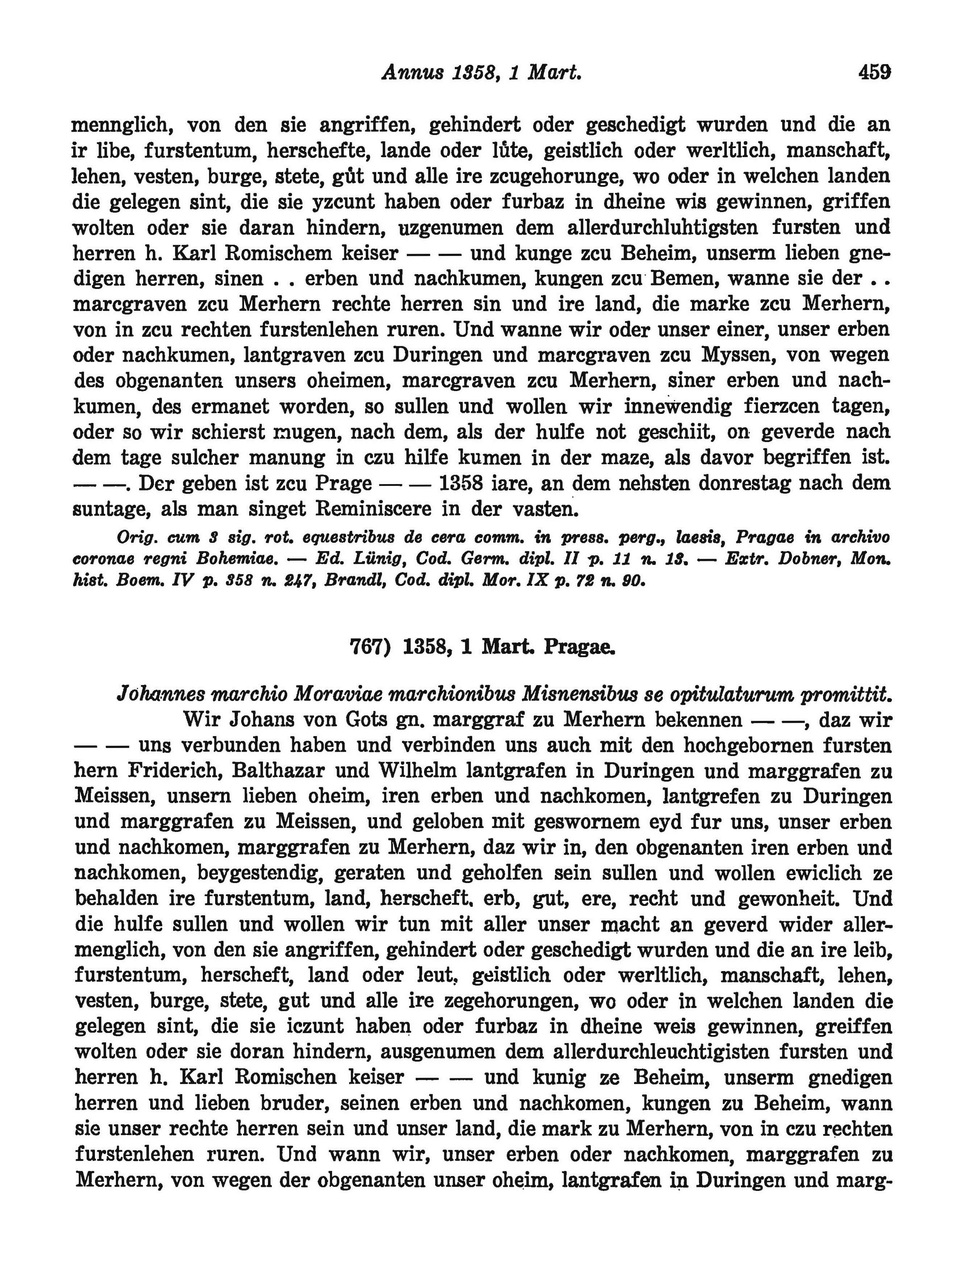 Annus 1358, 1 Mart. 459
mennglich, von den sie angriffen, gehindert oder geschedigt wurden und die an
ir libe, furstentum, herschefte, lande oder lůte, geistlich oder werltlich, manschaft,
lehen, vesten, burge, stete, gůt und alle ire zcugehorunge, wo oder in welchen landen
die gelegen sint, die sie yzcunt haben oder furbaz in dheine wis gewinnen, griffen
wolten oder sie daran hindern, uzgenumen dem allerdurchluhtigsten fursten und
herren h. Karl Romischem keiser — — und kunge zcu Beheim, unserm lieben gne-
digen herren, sinen . . erben und nachkumen, kungen zcu Bemen, wanne sie der . .
marcgraven zcu Merhern rechte herren sin und ire land, die marke zcu Merhern,
von in zcu rechten furstenlehen ruren. Und wanne wir oder unser einer, unser erben
oder nachkumen, lantgraven zcu Duringen und marcgraven zcu Myssen, von wegen
des obgenanten unsers oheimen, marcgraven zcu Merhern, siner erben und nach-
kumen, des ermanet worden, so sullen und wollen wir innewendig fierzcen tagen,
oder so wir schierst mugen, nach dem, als der hulfe not geschiit, on geverde nach
dem tage sulcher manung in czu hilfe kumen in der maze, als davor begriffen ist.
— —. Der geben ist zcu Prage — — 1358 iare, an dem nehsten donrestag nach dem
suntage, als man singet Reminiscere in der vasten.
Orig. cum 3 sig. rot. equestribus de cera comm. in press. perg., laesis, Pragae in archivo
coronae regni Bohemiae. — Ed. Lünig, Cod. Germ. dipl. II p. 11 n. 13. — Extr. Dobner, Mon.
hist. Boem. IV p. 358 n. 247, Brandl, Cod. dipl. Mor. IX p. 72 n. 90.
767) 1358, 1 Mart. Pragae.
Johannes marchio Moraviae marchionibus Misnensibus se opitulaturum promittit.
Wir Johans von Gots gn. marggraf zu Merhern bekennen — —, daz wir
— — uns verbunden haben und verbinden uns auch mit den hochgebornen fursten
hern Friderich, Balthazar und Wilhelm lantgrafen in Duringen und marggrafen zu
Meissen, unsern lieben oheim, iren erben und nachkomen, lantgrefen zu Duringen
und marggrafen zu Meissen, und geloben mit geswornem eyd fur uns, unser erben
und nachkomen, marggrafen zu Merhern, daz wir in, den obgenanten iren erben und
nachkomen, beygestendig, geraten und geholfen sein sullen und wollen ewiclich ze
behalden ire furstentum, land, herscheft, erb, gut, ere, recht und gewonheit. Und
die hulfe sullen und wollen wir tun mit aller unser macht an geverd wider aller-
menglich, von den sie angriffen, gehindert oder geschedigt wurden und die an ire leib,
furstentum, herscheft, land oder leut, geistlich oder werltlich, manschaft, lehen,
vesten, burge, stete, gut und alle ire zegehorungen, wo oder in welchen landen die
gelegen sint, die sie iczunt haben oder furbaz in dheine weis gewinnen, greiffen
wolten oder sie doran hindern, ausgenumen dem allerdurchleuchtigisten fursten und
herren h. Karl Romischen keiser — — und kunig ze Beheim, unserm gnedigen
herren und lieben bruder, seinen erben und nachkomen, kungen zu Beheim, wann
sie unser rechte herren sein und unser land, die mark zu Merhern, von in czu rechten
furstenlehen ruren. Und wann wir, unser erben oder nachkomen, marggrafen zu
Merhern, von wegen der obgenanten unser oheim, lantgrafen in Duringen und marg-